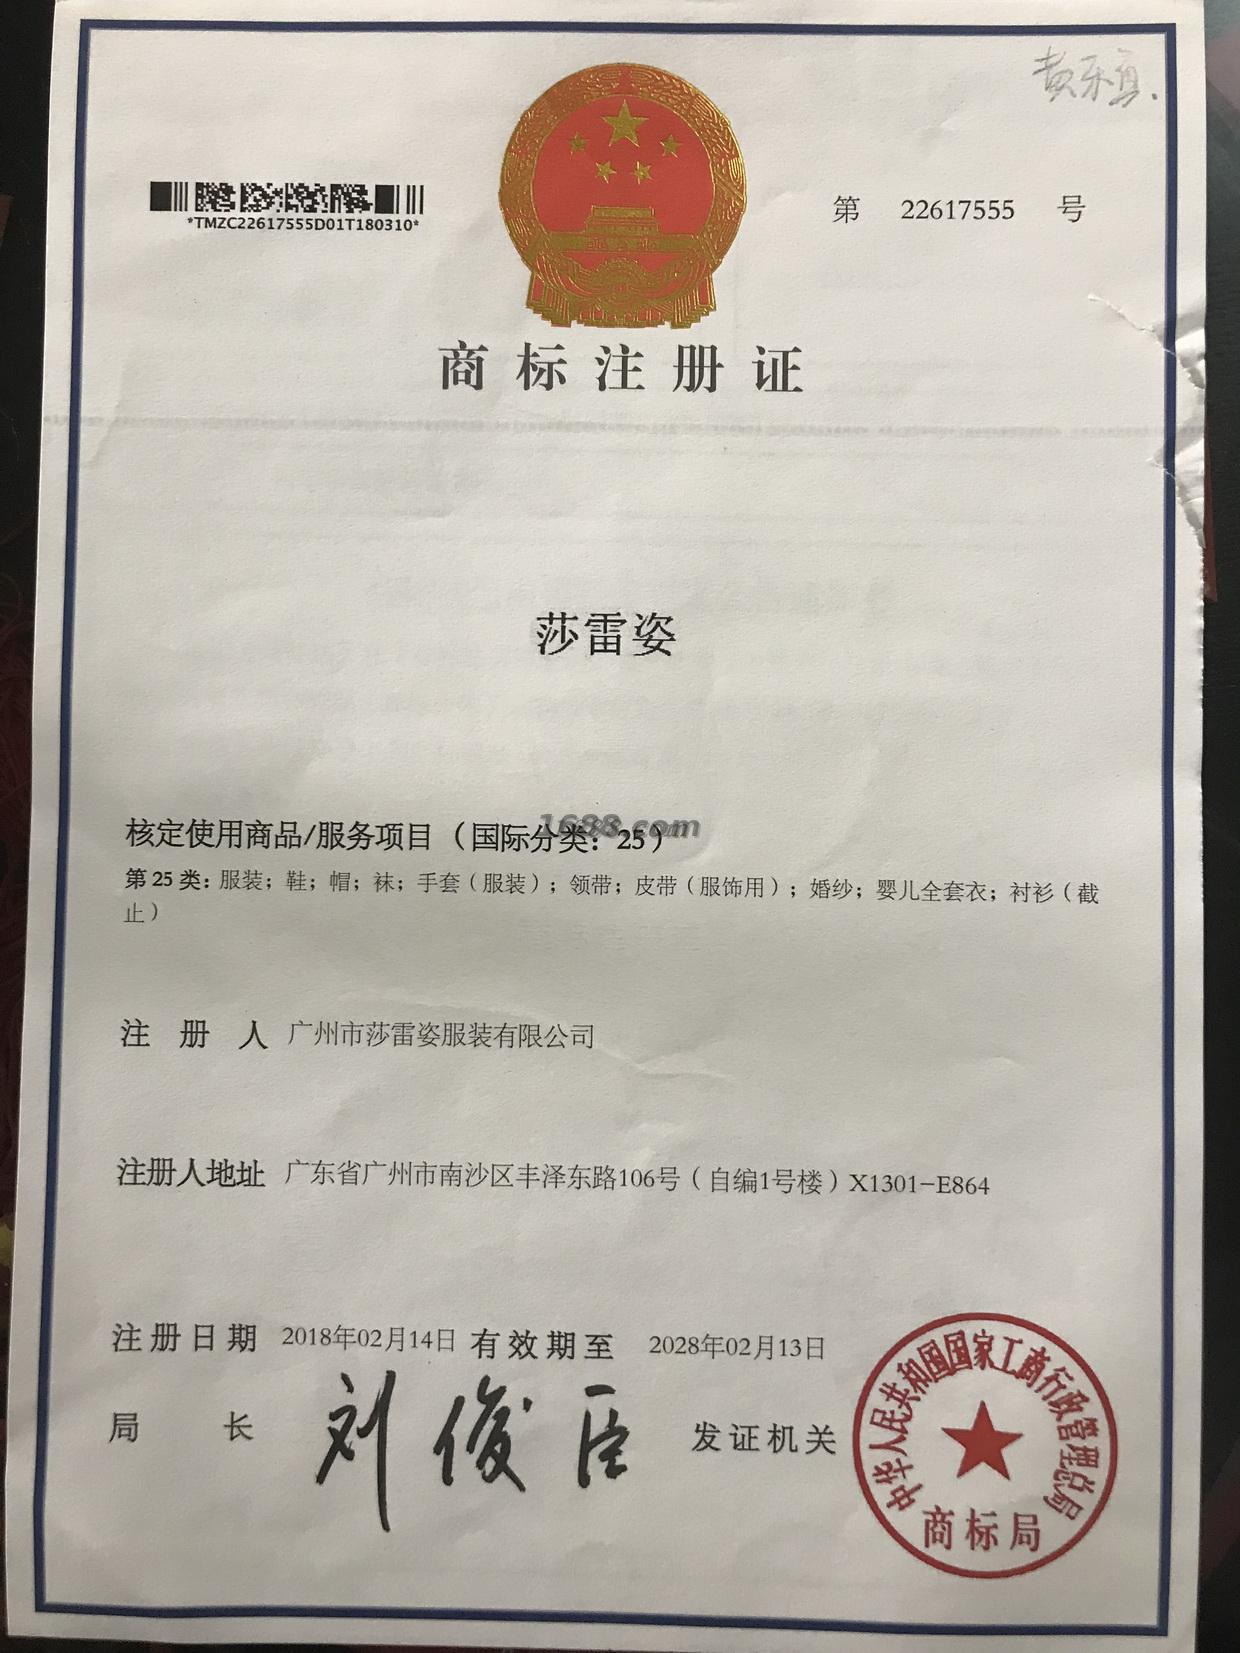 *TMZC22617555D01T180310*
第 22617555 号
商标注册证
莎雷姿
核定使用商品/服务项目（国际分类：25）
1688.com
第 25 类：服装；鞋；帽；袜；手套（服装）；领带；皮带（服饰用）；婚纱；婴儿全套衣；衬衫（截
止）
注 册 人 广州市莎雷姿服装有限公司
注册人地址 广东省广州市南沙区丰泽东路106号（自编1号楼）X1301-E864
注册日期 2018年02月14日 有效期至 2028年02月13日
局 长 刘俊臣 发证机关
中华人民共和国国家工商行政管理总局
商标局